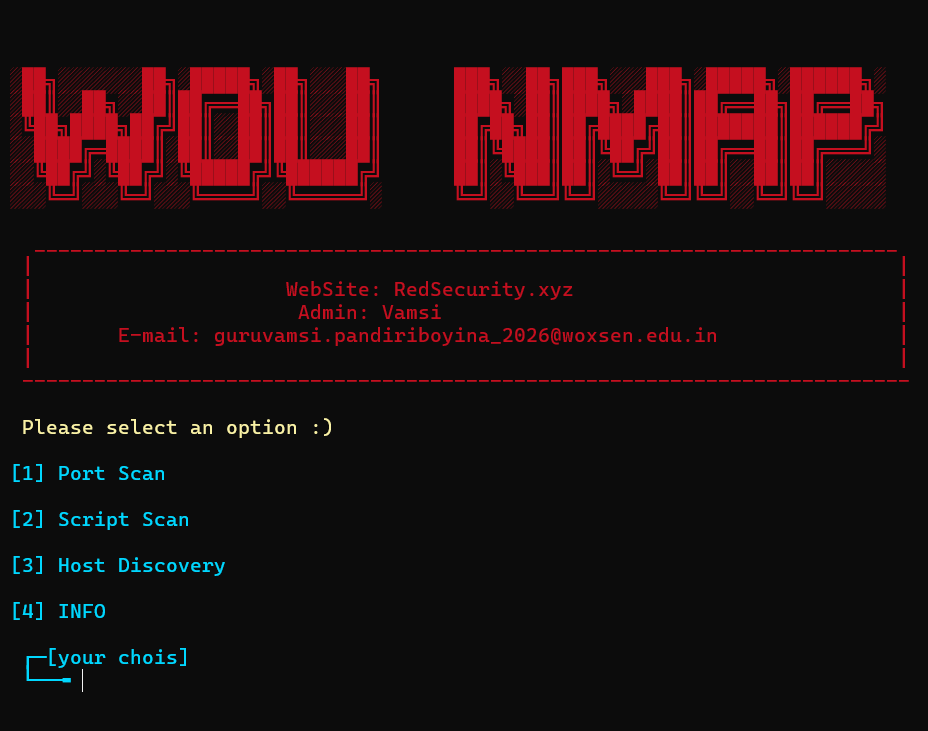 WOU NMAP
WebSite: RedSecurity.xyz
Admin: Vamsi
E-mail: guruvamsi.pandiriboyina_2026@woxsen.edu.in
Please select an option :)
[1] Port Scan
[2] Script Scan
[3] Host Discovery
[4] INFO
[your chois]